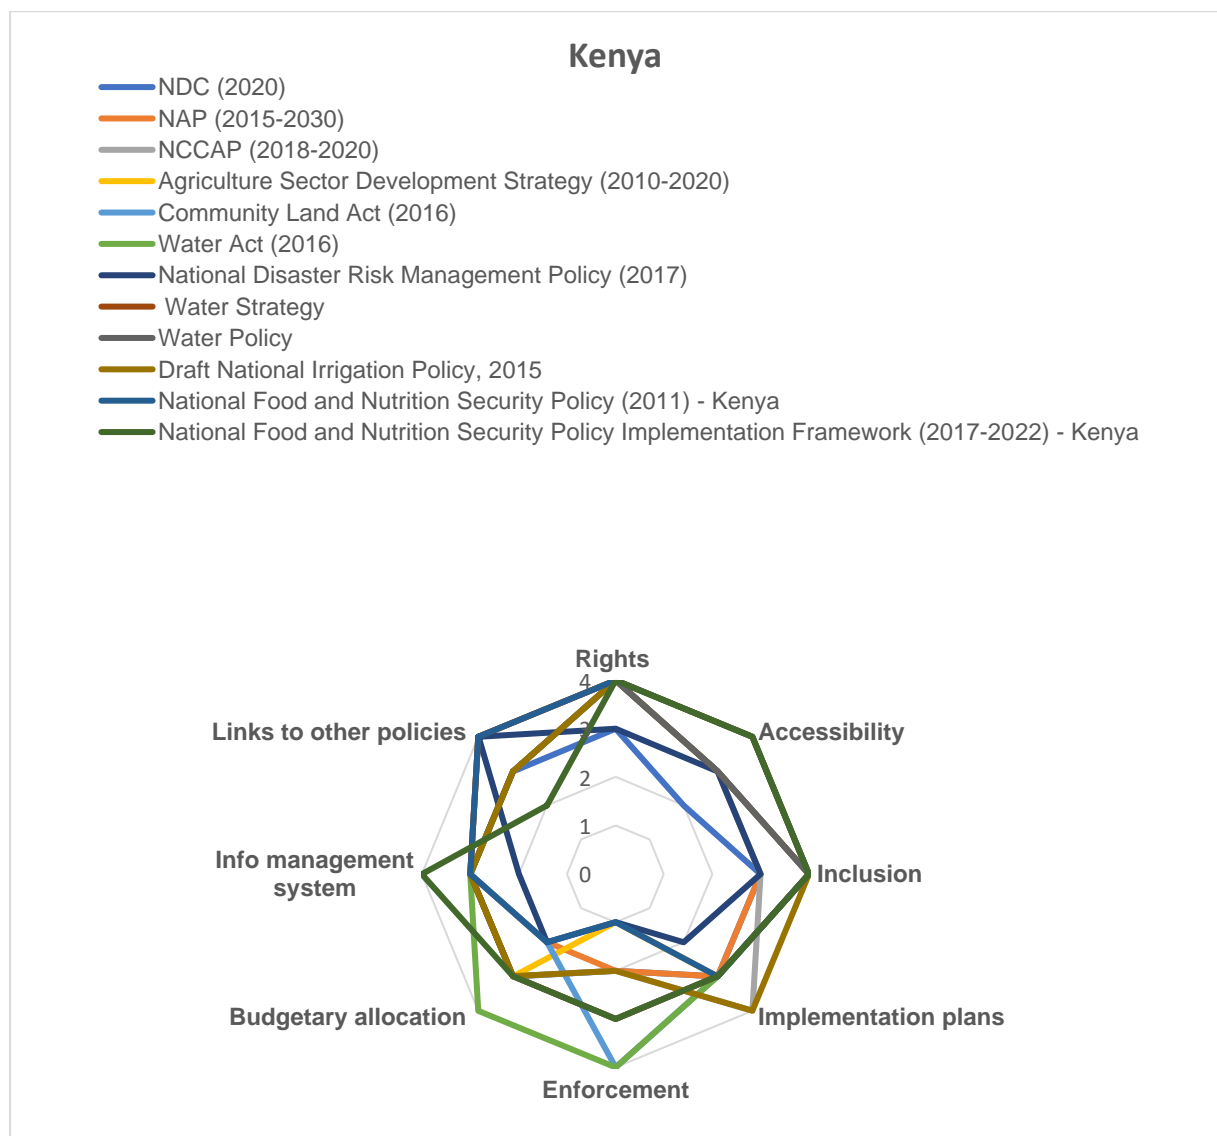 Kenya
NDC (2020)
NAP (2015-2030)
NCCAP (2018-2020)
Agriculture Sector Development Strategy (2010-2020)
Community Land Act (2016)
Water Act (2016)
National Disaster Risk Management Policy (2017)
Water Strategy
Water Policy
Draft National Irrigation Policy, 2015
National Food and Nutrition Security Policy (2011) - Kenya
National Food and Nutrition Security Policy Implementation Framework (2017-2022) - Kenya
Rights
4
3
2
1
0
Accessibility
Inclusion
Implementation plans
Enforcement
Budgetary allocation
Info management
system
Links to other policies